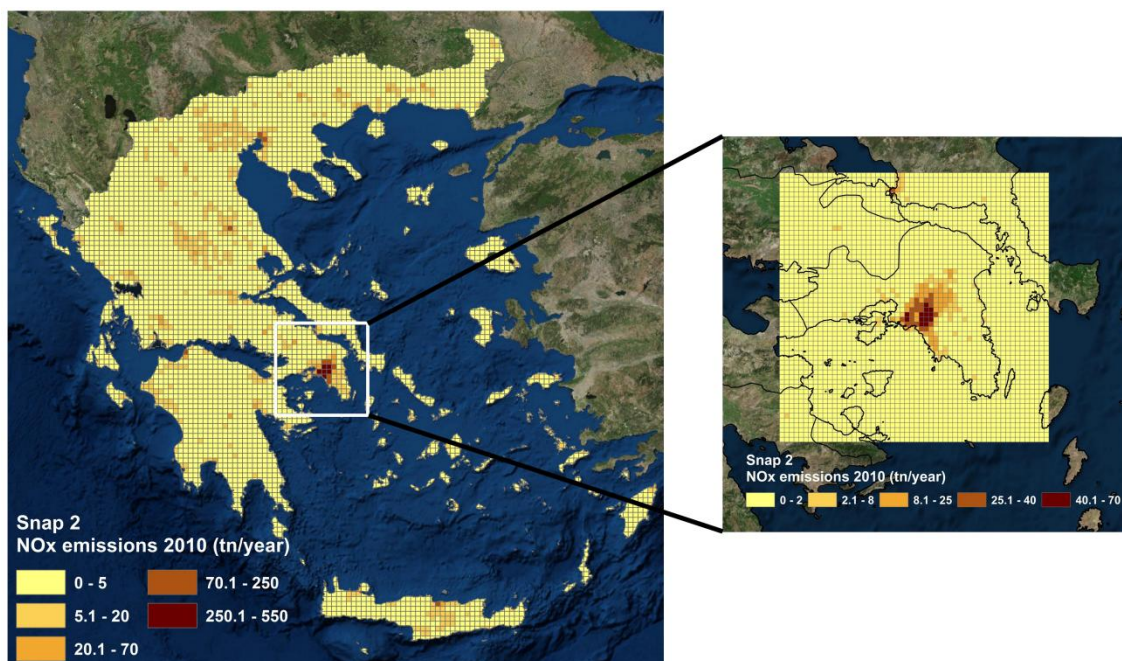 Snap 2
NOx emissions 2010 (tn/year)
0 - 5
70.1 - 250
5.1 - 20
250.1 - 550
20.1 - 70
Snap 2
NOx emissions 2010 (tn/year)
0 - 2 2.1 - 8 8.1 - 25 25.1 - 40 40.1 - 70